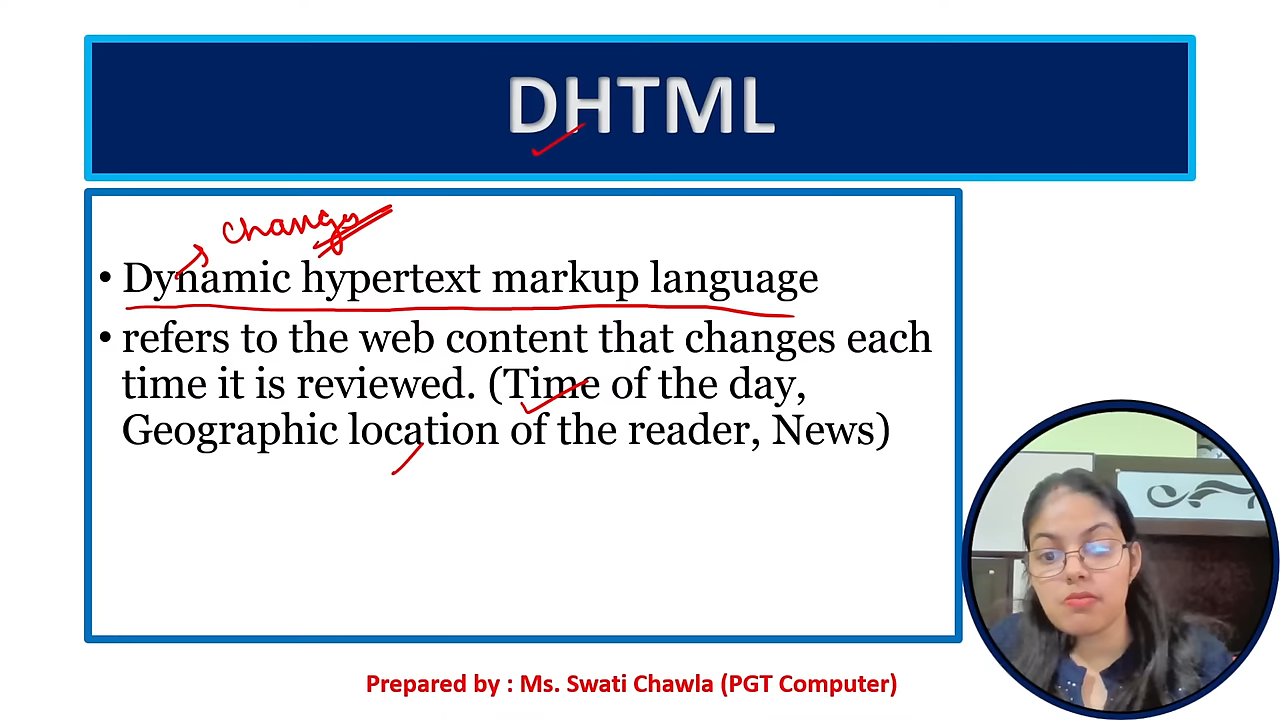 DHTML
change
• Dynamic hypertext markup language
• refers to the web content that changes each
time it is reviewed. (Time of the day,
Geographic location of the reader, News)
Prepared by : Ms. Swati Chawla (PGT Computer)